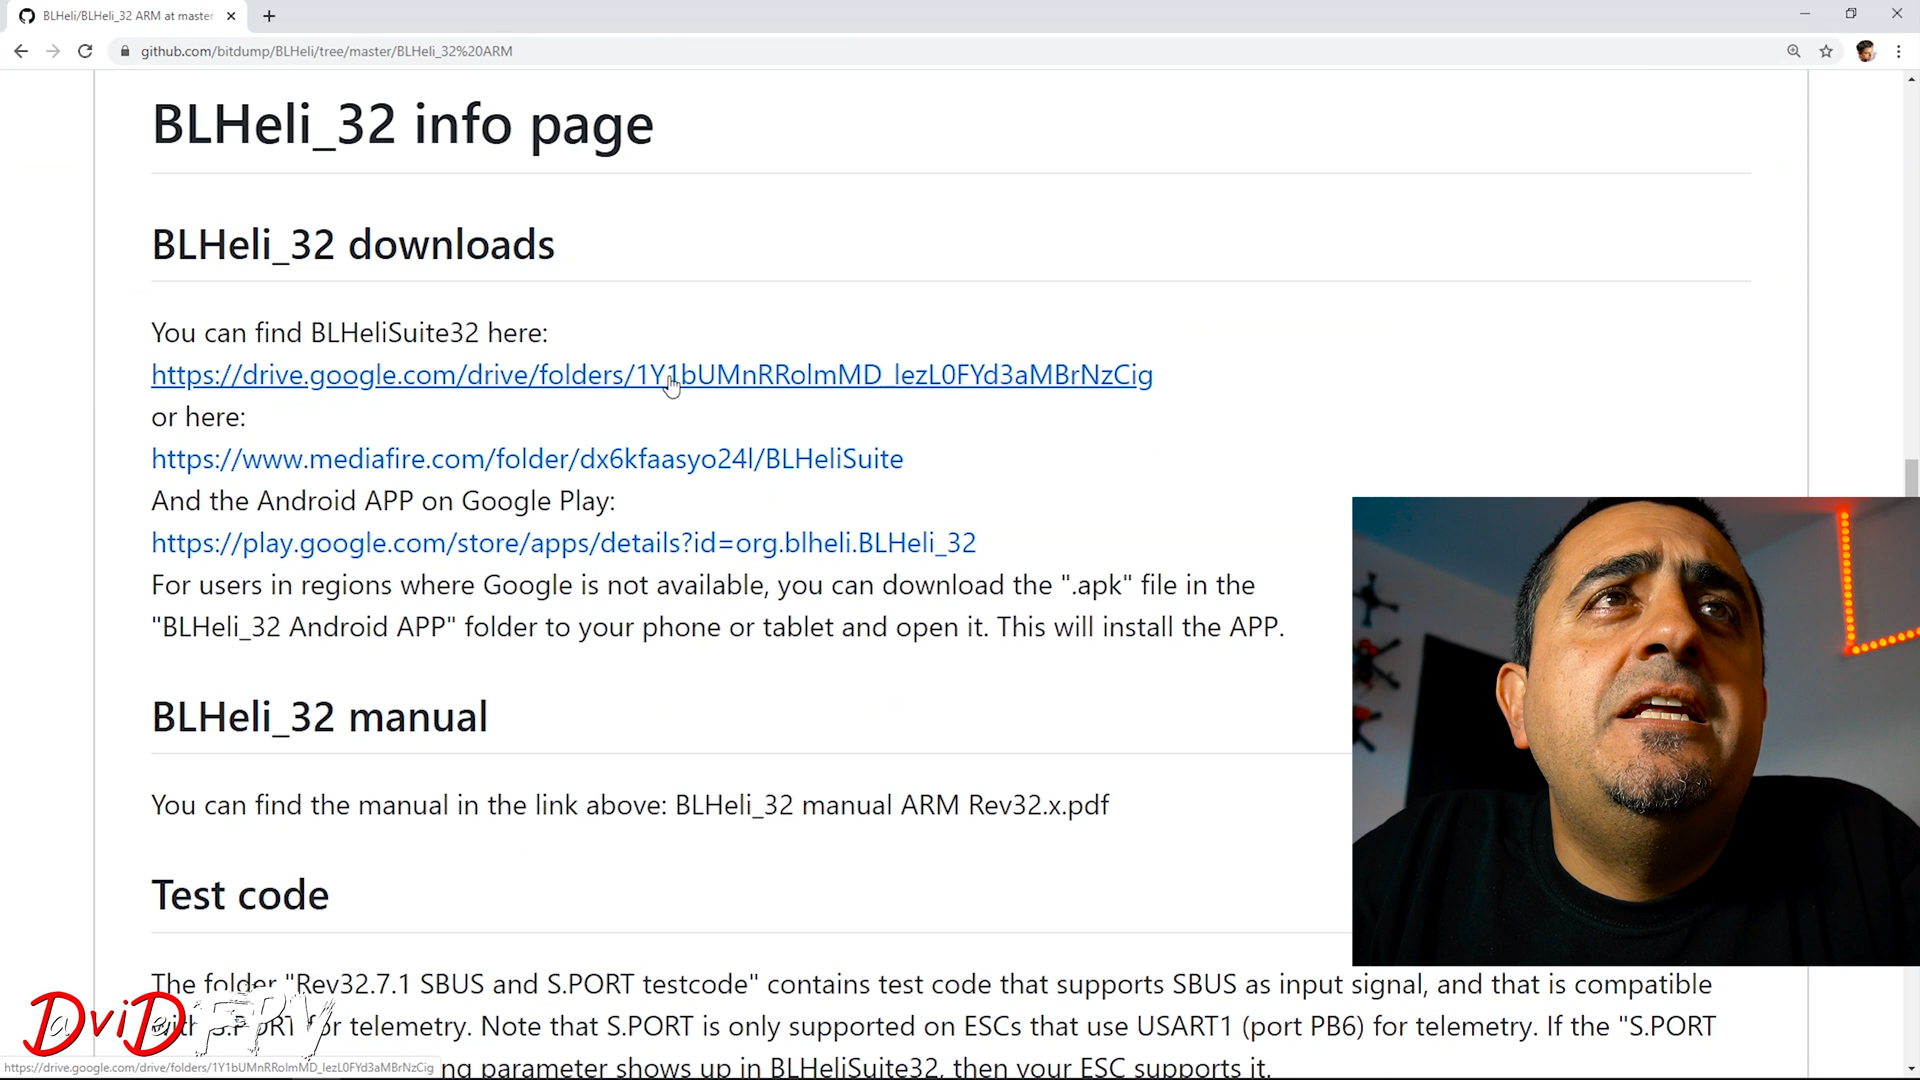 BLHeli/BLHeli_32 ARM at master
github.com/bitdump/BLHeli/tree/master/BLHeli_32%20ARM
BLHeli_32 info page
BLHeli_32 downloads
You can find BLHeliSuite32 here:
https://drive.google.com/drive/folders/1Y1bUMnRRolmMD_lezL0FYd3aMBrNzCig
or here:
https://www.mediafire.com/folder/dx6kfaasyo24l/BLHeliSuite
And the Android APP on Google Play:
https://play.google.com/store/apps/details?id=org.blheli.BLHeli_32
For users in regions where Google is not available, you can download the ".apk" file in the
"BLHeli_32 Android APP" folder to your phone or tablet and open it. This will install the APP.
BLHeli_32 manual
You can find the manual in the link above: BLHeli_32 manual ARM Rev32.x.pdf
Test code
The folder "Rev32.7.1 SBUS and S.PORT testcode" contains test code that supports SBUS as input signal, and that is compatible
with S.PORT for telemetry. Note that S.PORT is only supported on ESCs that use USART1 (port PB6) for telemetry. If the "S.PORT
ng parameter shows up in BLHeliSuite32, then your ESC supports it.
DaviD FPV
https://drive.google.com/drive/folders/1Y1bUMnRRolmMD_lezL0FYd3aMBrNzCig